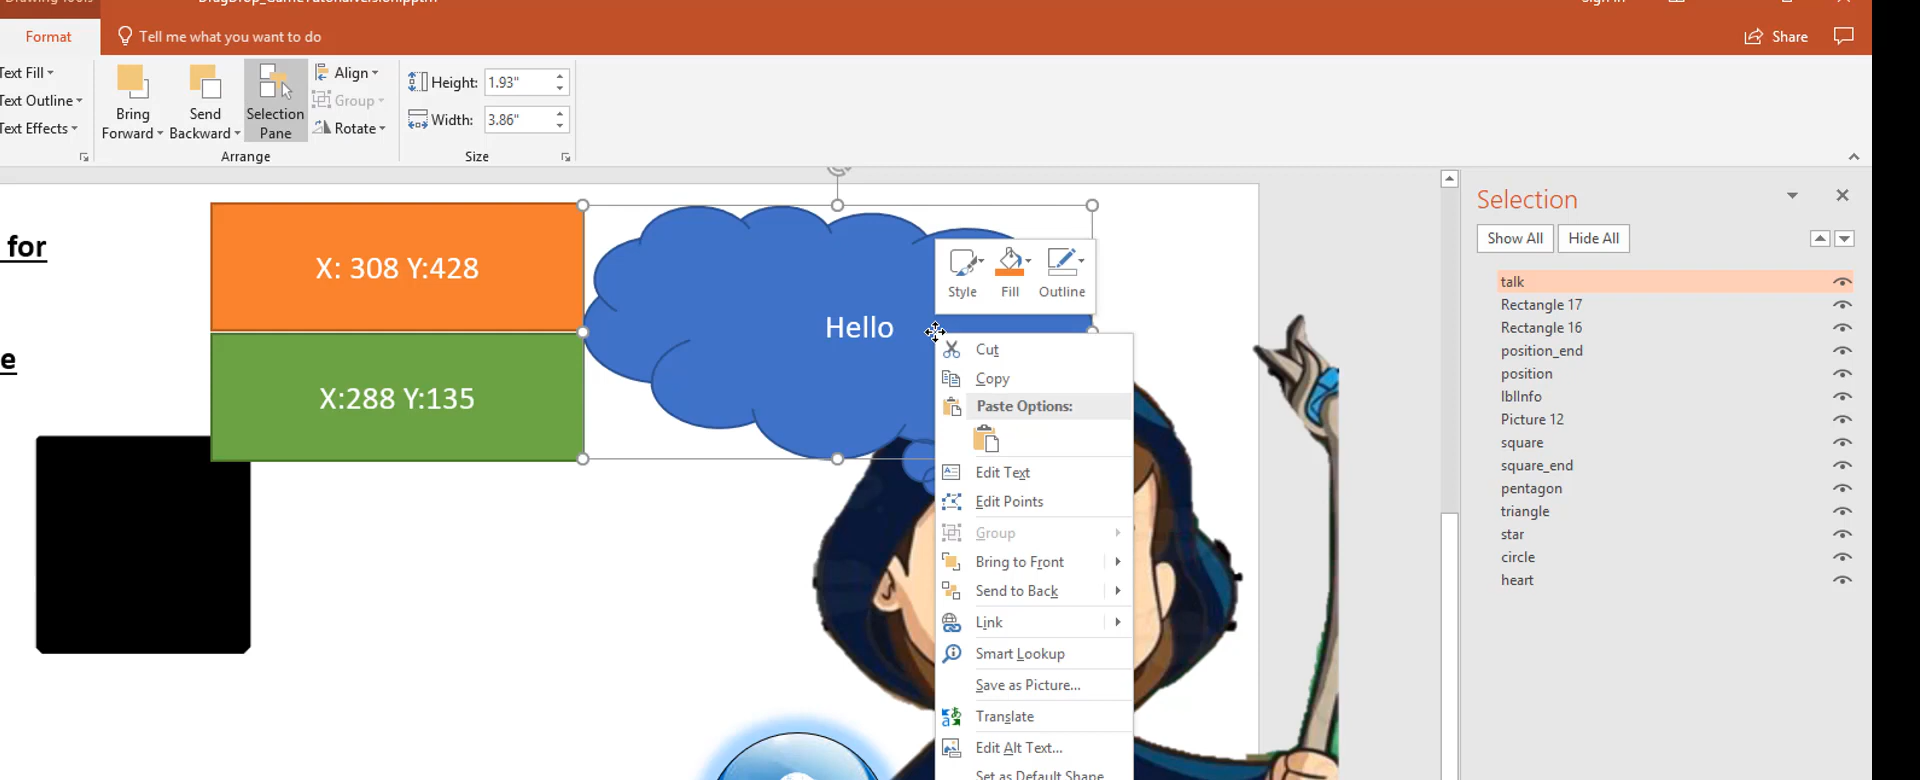 Format
Tell me what you want to do
Share
Text Fill
Text Outline
Text Effects
Bring Forward
Send Backward
Selection Pane
Align
Group
Rotate
Arrange
Height: 1.93"
Width: 3.86"
Size
for
e
X: 308 Y:428
X:288 Y:135
Hello
Style
Fill
Outline
Cut
Copy
Paste Options:
Edit Text
Edit Points
Group
Bring to Front
Send to Back
Link
Smart Lookup
Save as Picture...
Translate
Edit Alt Text...
Set as Default Shape
Selection
Show All
Hide All
talk
Rectangle 17
Rectangle 16
position_end
position
lblInfo
Picture 12
square
square_end
pentagon
triangle
star
circle
heart